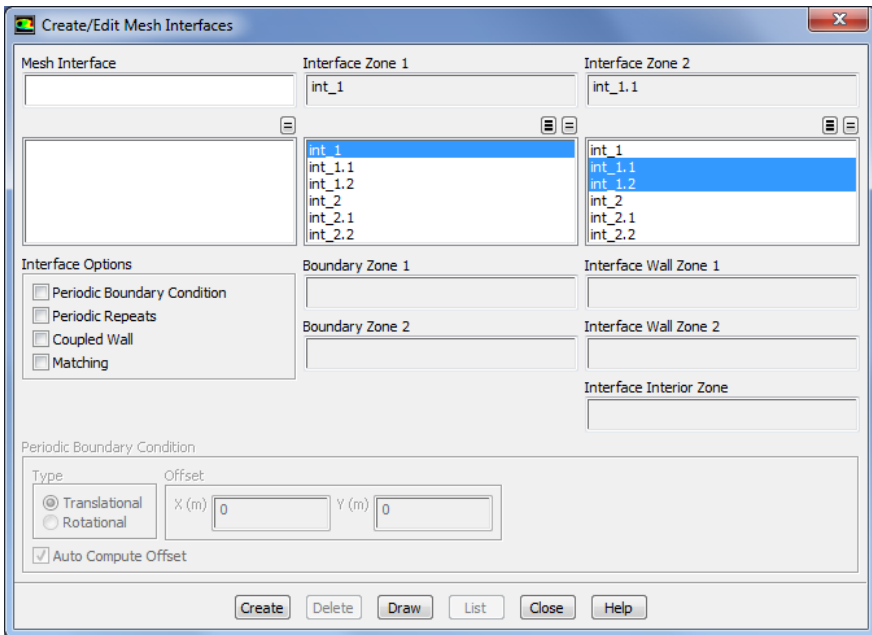 Create/Edit Mesh Interfaces
Mesh Interface
Interface Zone 1
Interface Zone 2
int_1
int_1.1
int_1
int_1.1
int_1.2
int_2
int_2.1
int_2.2
int_1
int_1.1
int_1.2
int_2
int_2.1
int_2.2
Interface Options
Periodic Boundary Condition
Periodic Repeats
Coupled Wall
Matching
Boundary Zone 1
Interface Wall Zone 1
Boundary Zone 2
Interface Wall Zone 2
Interface Interior Zone
Periodic Boundary Condition
Type
Translational
Rotational
Offset
X (m) 0
Y (m) 0
Auto Compute Offset
Create Delete Draw List Close Help